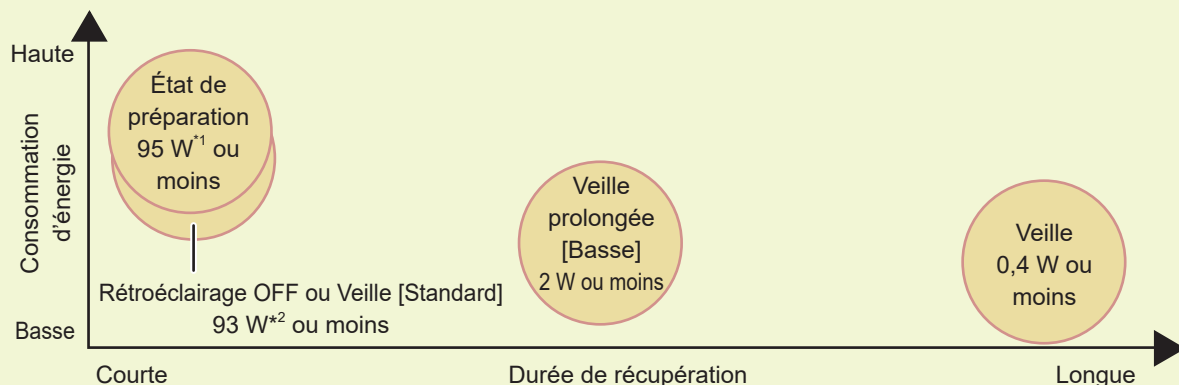 Haute
Consommation
d'énergie
Basse
État de
préparation
95 W*1 ou
moins
Rétroéclairage OFF ou Veille [Standard]
93 W*2 ou moins
Veille
prolongée
[Basse]
2 W ou moins
Veille
0,4 W ou
moins
Courte
Durée de récupération
Longue